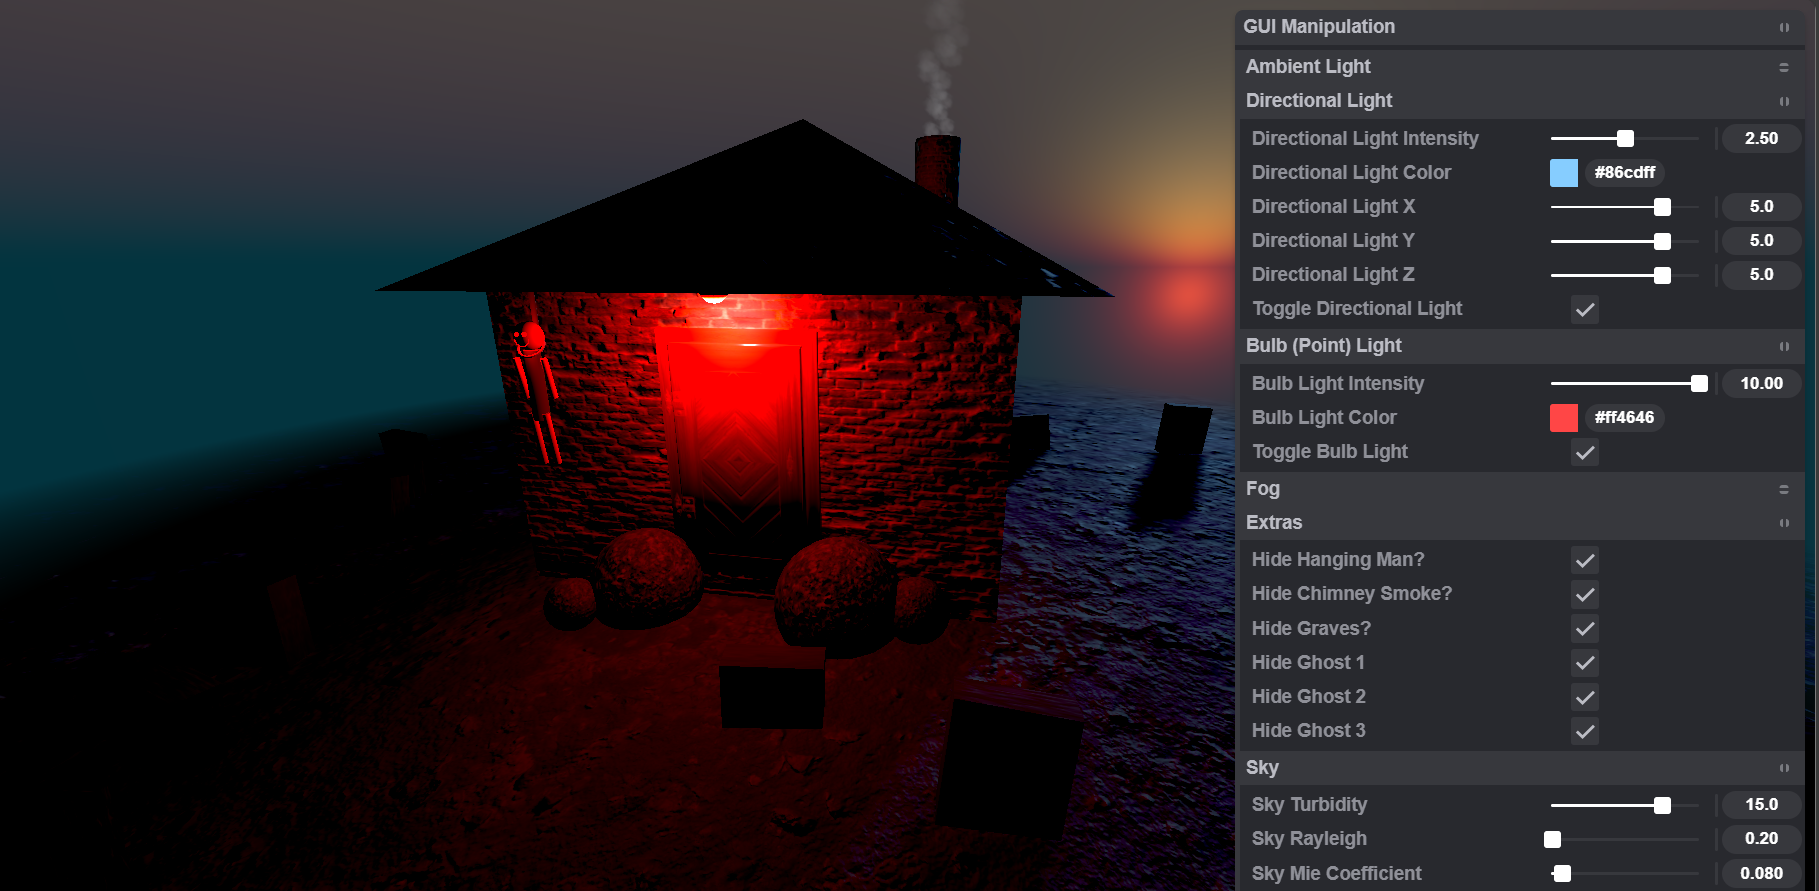 GUI Manipulation
Ambient Light
Directional Light
Directional Light Intensity 2.50
Directional Light Color #86cdff
Directional Light X 5.0
Directional Light Y 5.0
Directional Light Z 5.0
Toggle Directional Light
Bulb (Point) Light
Bulb Light Intensity 10.00
Bulb Light Color #ff4646
Toggle Bulb Light
Fog
Extras
Hide Hanging Man?
Hide Chimney Smoke?
Hide Graves?
Hide Ghost 1
Hide Ghost 2
Hide Ghost 3
Sky
Sky Turbidity 15.0
Sky Rayleigh 0.20
Sky Mie Coefficient 0.080